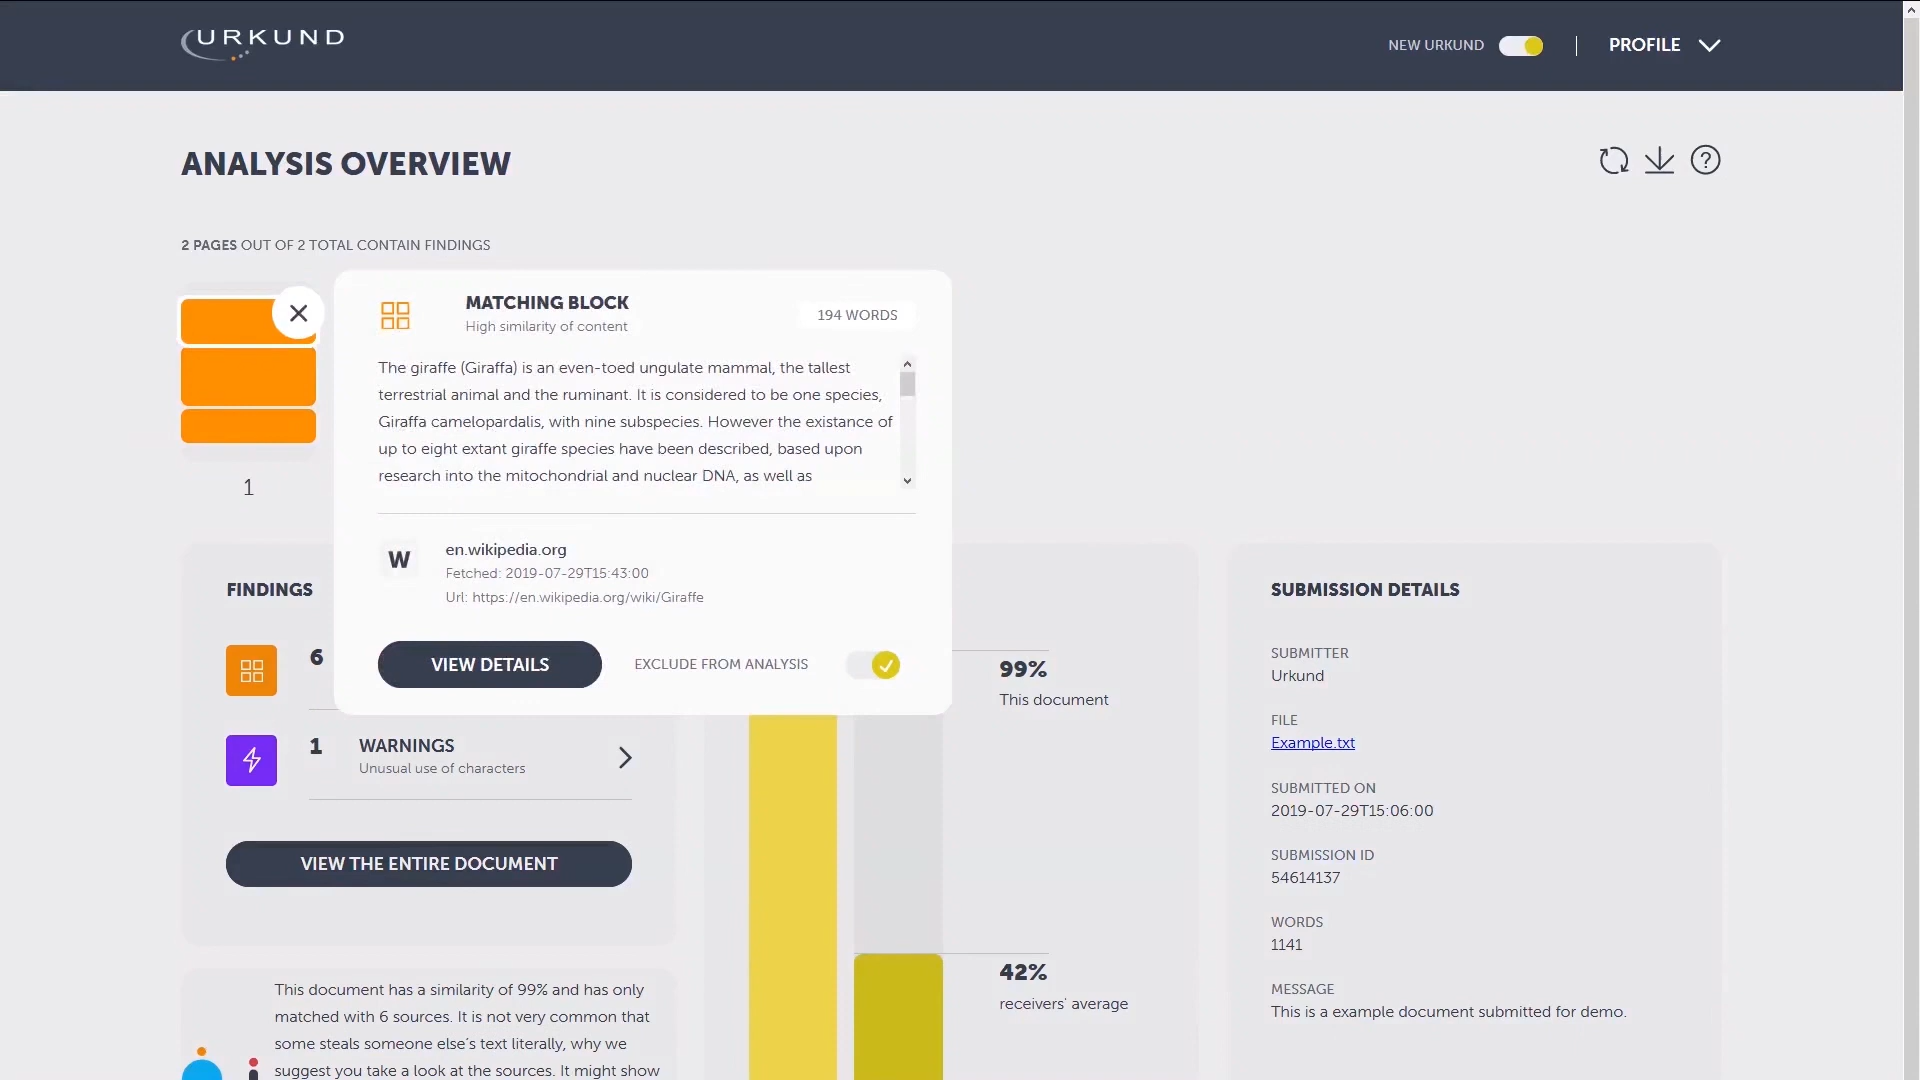 URKUND
NEW URKUND
PROFILE
ANALYSIS OVERVIEW
?
2 PAGES OUT OF 2 TOTAL CONTAIN FINDINGS
MATCHING BLOCK
High similarity of content
194 WORDS
The giraffe (Giraffa) is an even-toed ungulate mammal, the tallest
terrestrial animal and the ruminant. It is considered to be one species,
Giraffa camelopardalis, with nine subspecies. However the existance of
up to eight extant giraffe species have been described, based upon
research into the mitochondrial and nuclear DNA, as well as
1
W
en.wikipedia.org
Fetched: 2019-07-29T15:43:00
Url: https://en.wikipedia.org/wiki/Giraffe
VIEW DETAILS
EXCLUDE FROM ANALYSIS
FINDINGS
6
1
WARNINGS
Unusual use of characters
VIEW THE ENTIRE DOCUMENT
This document has a similarity of 99% and has only
matched with 6 sources. It is not very common that
some steals someone else's text literally, why we
suggest you take a look at the sources. It might show
99%
This document
42%
receivers' average
SUBMISSION DETAILS
SUBMITTER
Urkund
FILE
Example.txt
SUBMITTED ON
2019-07-29T15:06:00
SUBMISSION ID
54614137
WORDS
1141
MESSAGE
This is a example document submitted for demo.